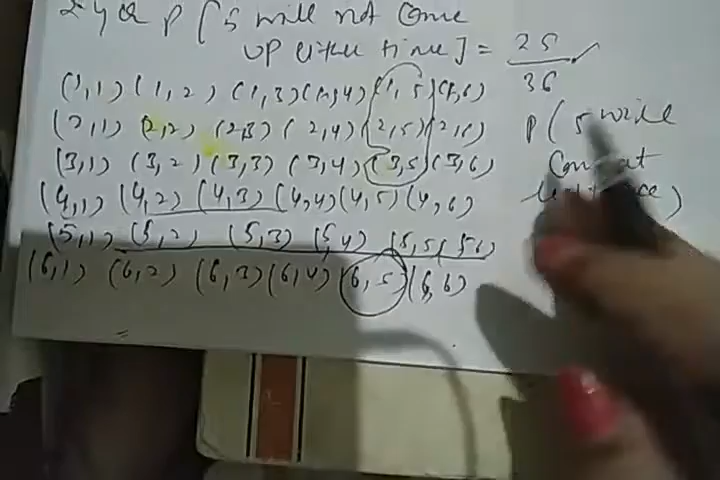 P [ 5 will not come
up either time ] = 25/36
(1,1) (1,2) (1,3) (1,4) (1,5) (1,6)
(2,1) (2,2) (2,3) (2,4) (2,5) (2,6)
(3,1) (3,2) (3,3) (3,4) (3,5) (3,6)
(4,1) (4,2) (4,3) (4,4) (4,5) (4,6)
(5,1) (5,2) (5,3) (5,4) (5,5) (5,6)
(6,1) (6,2) (6,3) (6,4) (6,5) (6,6)
P ( 5 will
Come at
)